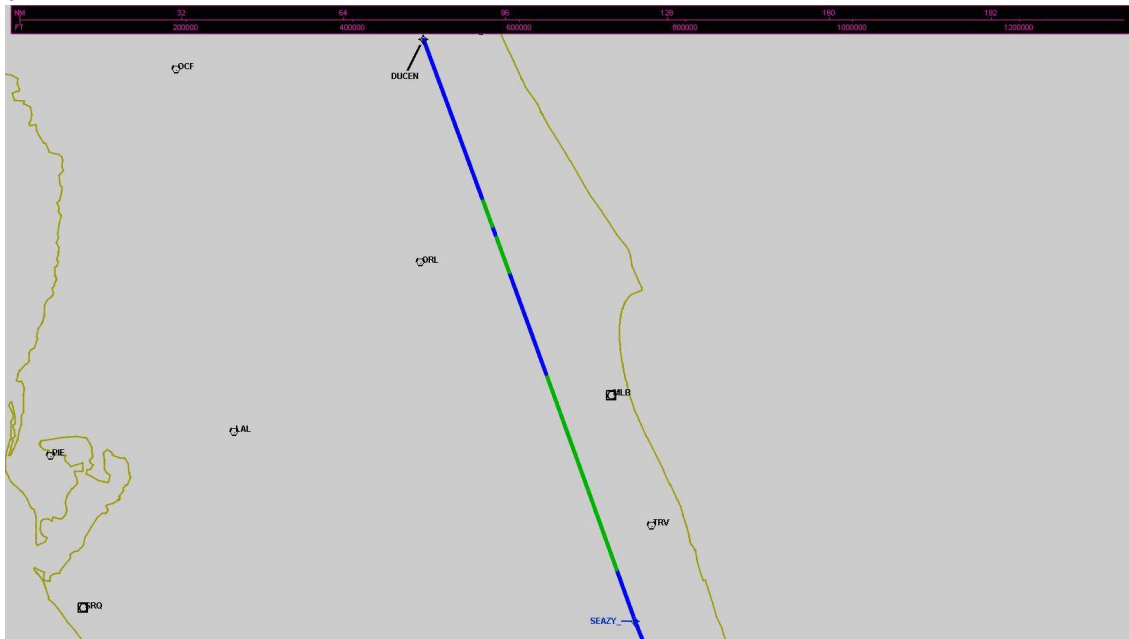 NM 32 64 96 128 160 192
FT 200000 400000 600000 800000 1000000 1200000
OCF
DUCEN
ORL
MLB
LAL
PIE
TRV
SRQ
SEAZY_